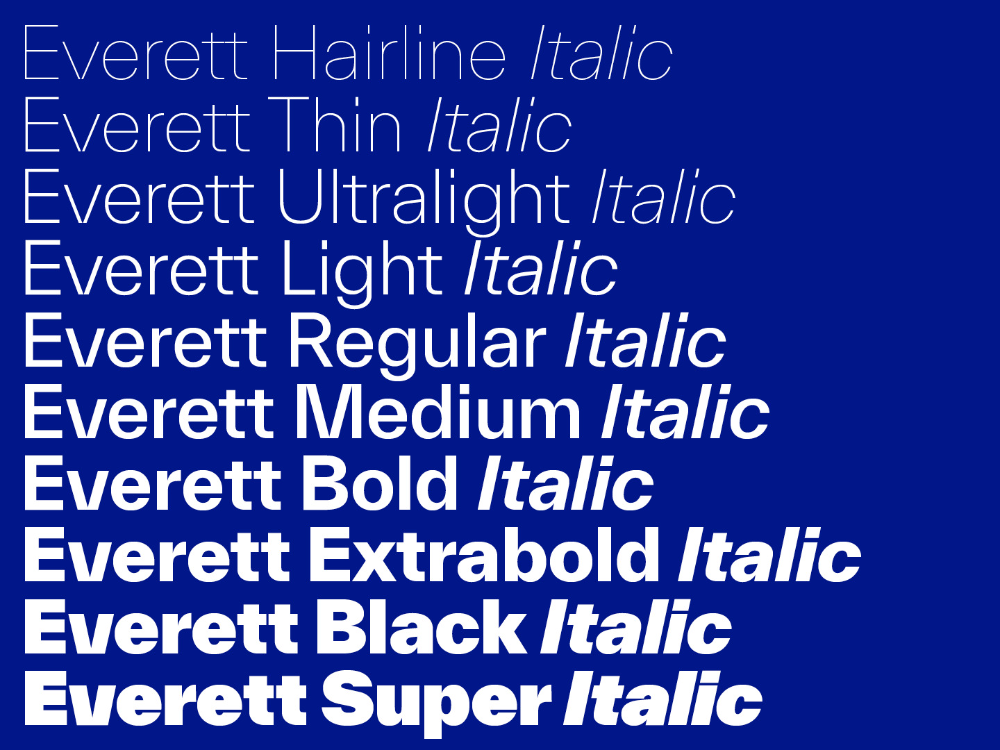 Everett Hairline Italic
Everett Thin Italic
Everett Ultralight Italic
Everett Light Italic
Everett Regular Italic
Everett Medium Italic
Everett Bold Italic
Everett Extrabold Italic
Everett Black Italic
Everett Super Italic